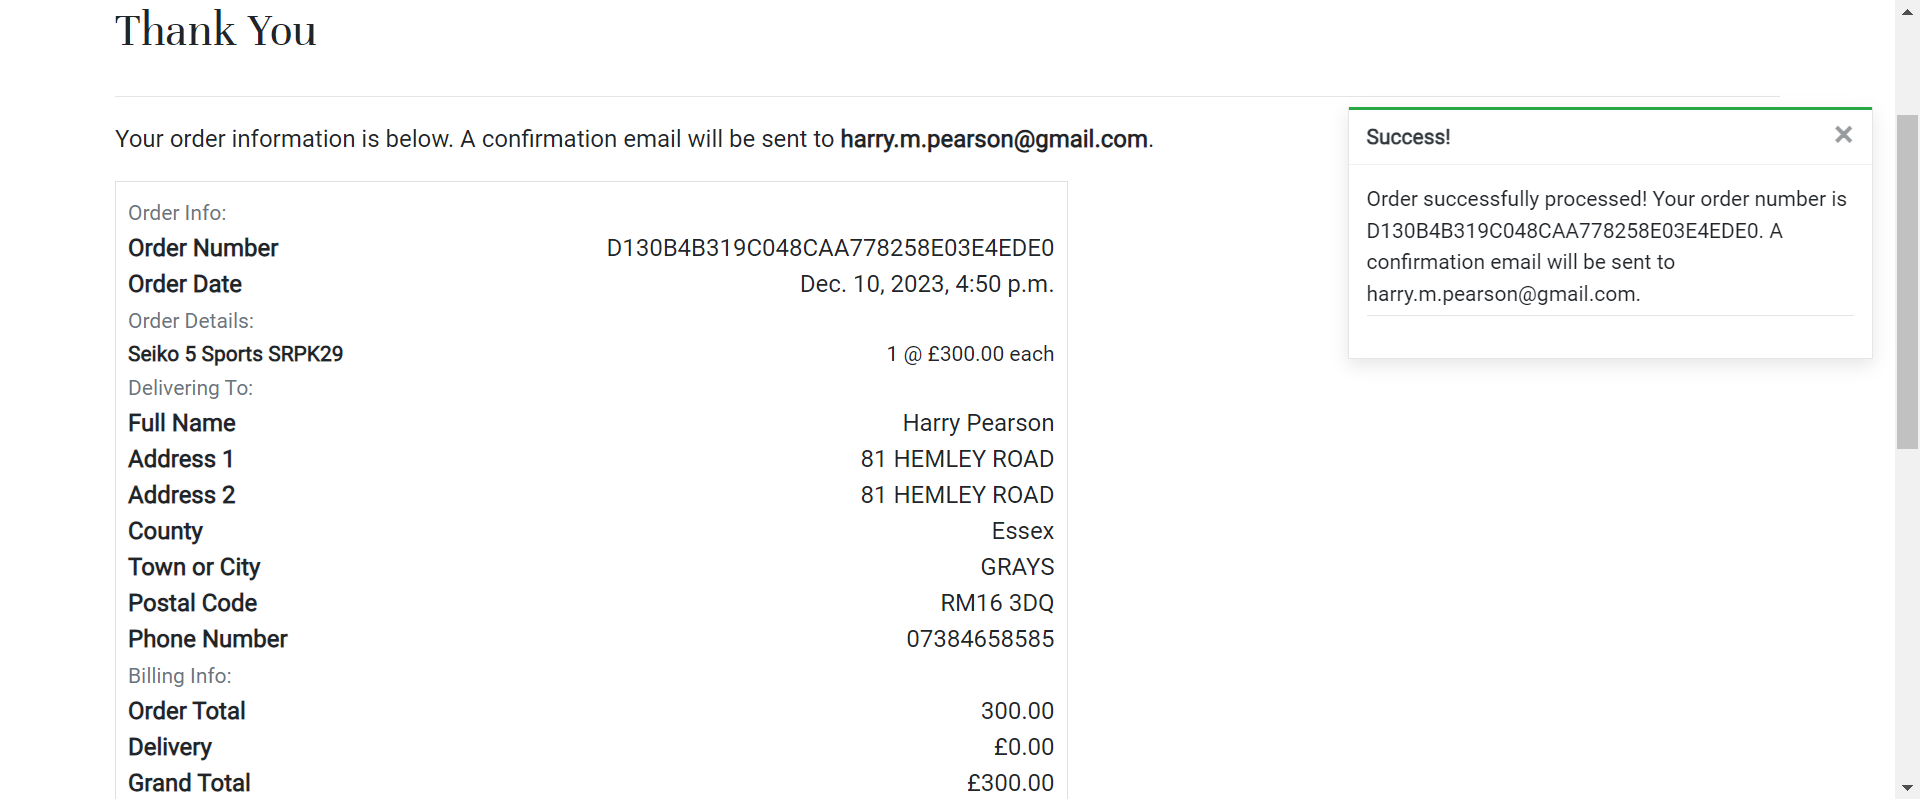 Thank You
Your order information is below. A confirmation email will be sent to harry.m.pearson@gmail.com.
Order Info:
Order Number D130B4B319C048CAA778258E03E4EDE0
Order Date Dec. 10, 2023, 4:50 p.m.
Order Details:
Seiko 5 Sports SRPK29 1 @ £300.00 each
Delivering To:
Full Name Harry Pearson
Address 1 81 HEMLEY ROAD
Address 2 81 HEMLEY ROAD
County Essex
Town or City GRAYS
Postal Code RM16 3DQ
Phone Number 07384658585
Billing Info:
Order Total 300.00
Delivery £0.00
Grand Total £300.00
Success!
Order successfully processed! Your order number is
D130B4B319C048CAA778258E03E4EDE0. A
confirmation email will be sent to
harry.m.pearson@gmail.com.